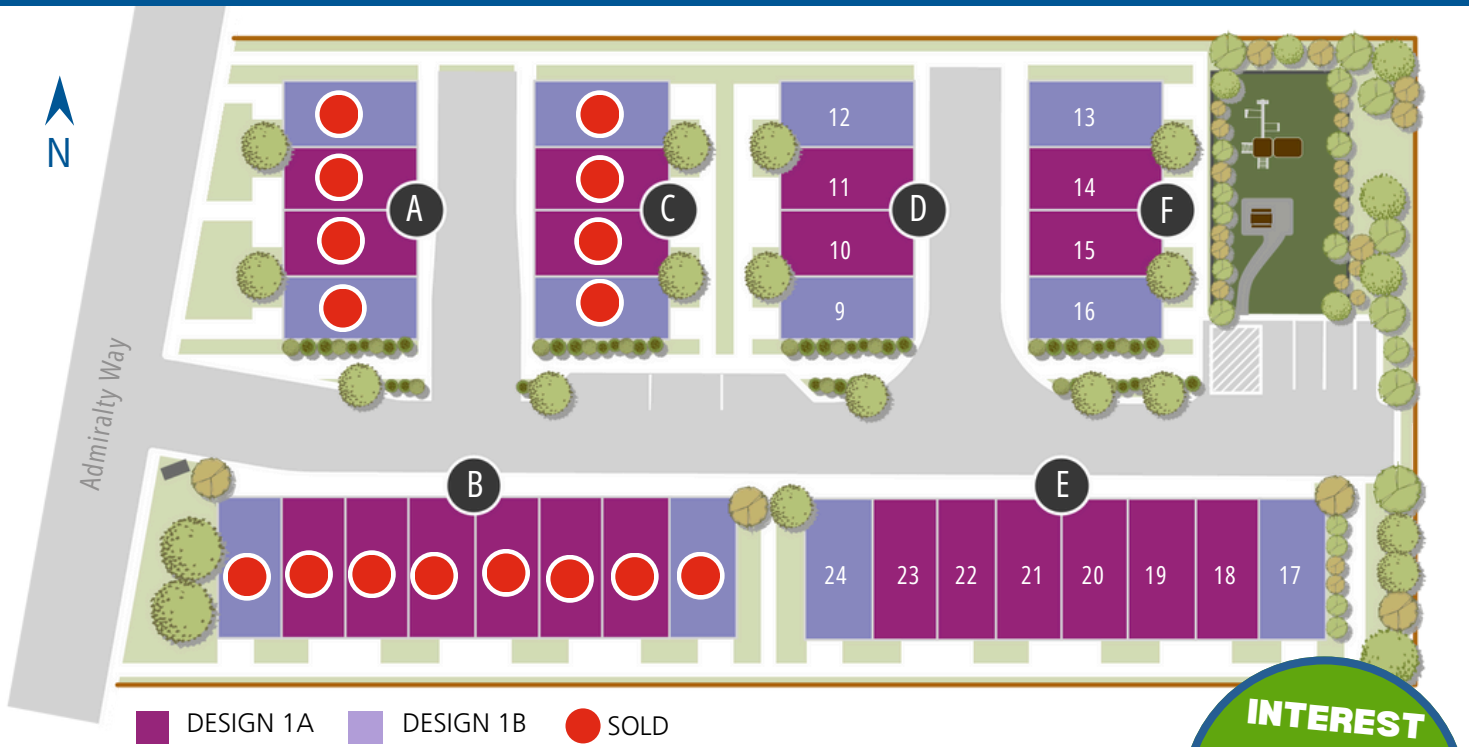 N
12 13
11 14
A C D F
10 15
9 16
Admiralty Way
B E
24 23 22 21 20 19 18 17
DESIGN 1A DESIGN 1B SOLD
INTEREST